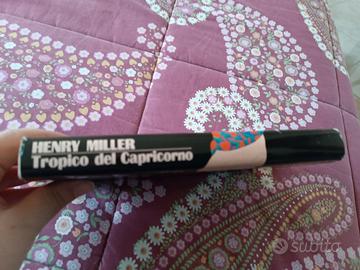 HENRY MILLER
Tropico del Capricorno
subito